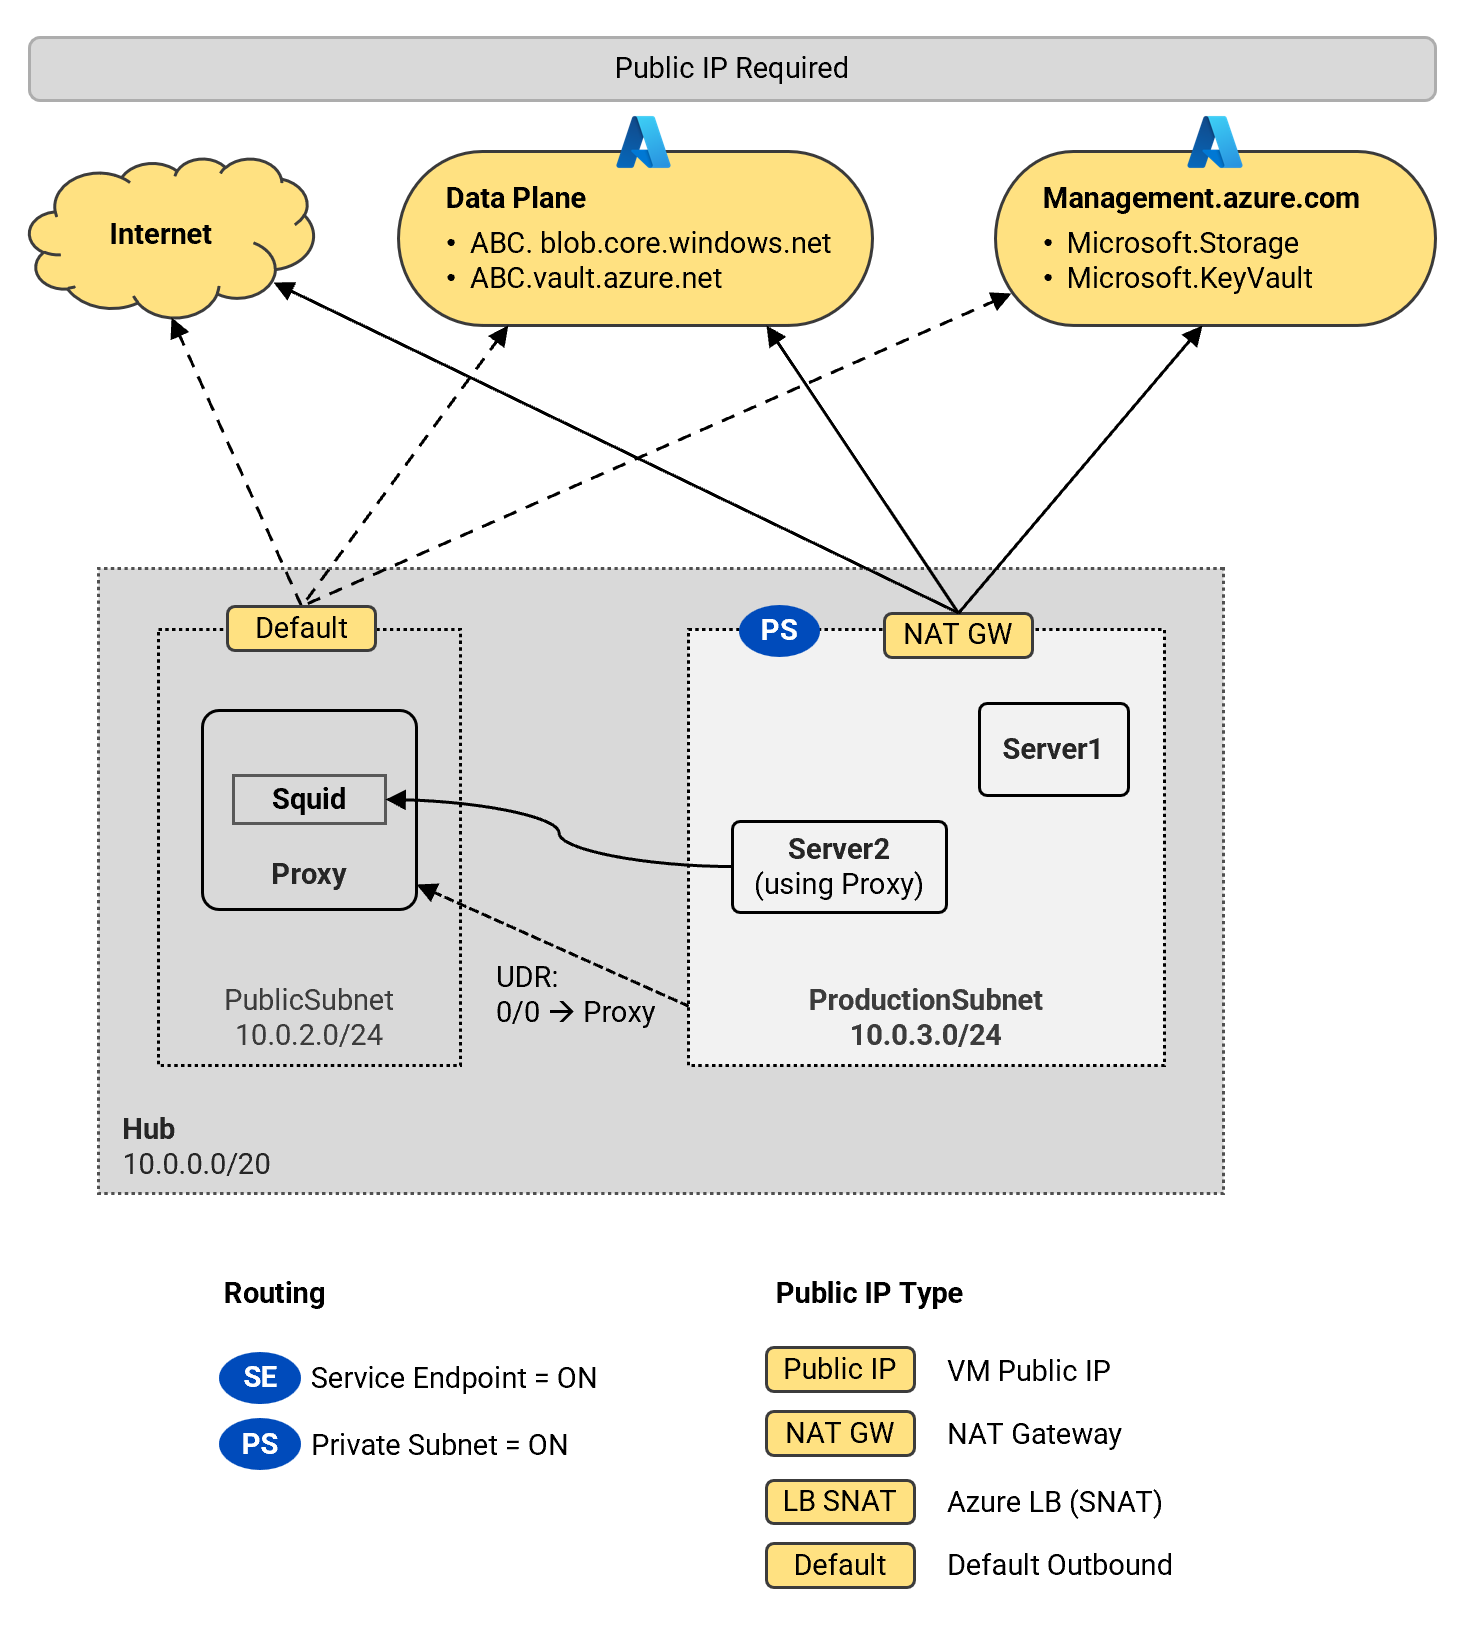 Public IP Required
Internet
Data Plane
• ABC. blob.core.windows.net
• ABC.vault.azure.net
Management.azure.com
• Microsoft.Storage
• Microsoft.KeyVault
Default
PS
NAT GW
Server1
Squid
Proxy
Server2
(using Proxy)
UDR:
0/0 → Proxy
PublicSubnet
10.0.2.0/24
ProductionSubnet
10.0.3.0/24
Hub
10.0.0.0/20
Routing
SE Service Endpoint = ON
PS Private Subnet = ON
Public IP Type
Public IP VM Public IP
NAT GW NAT Gateway
LB SNAT Azure LB (SNAT)
Default Default Outbound